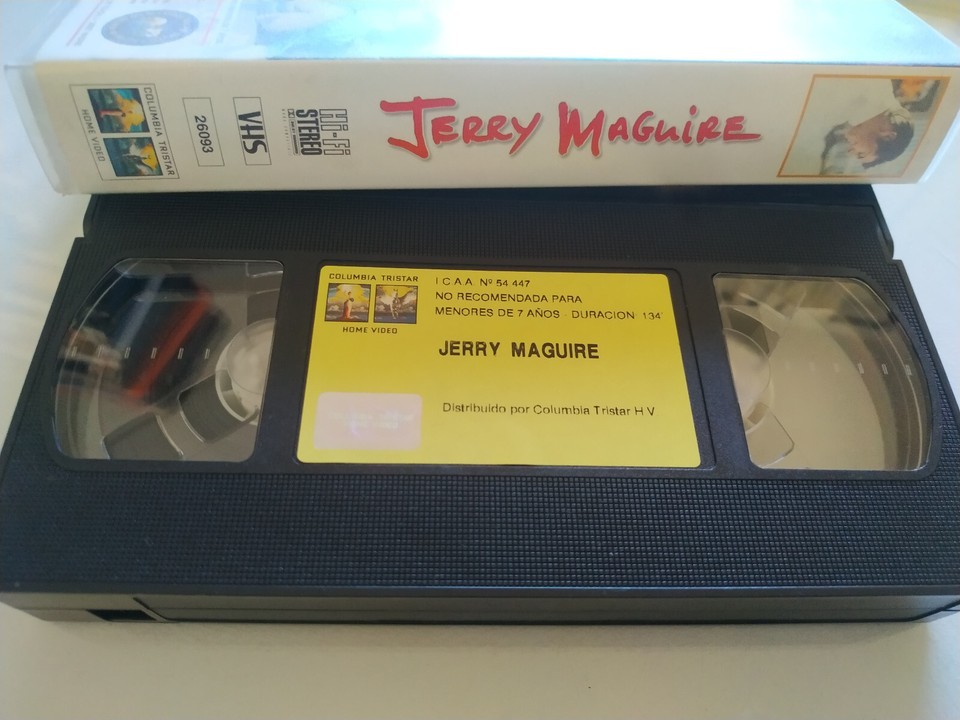 COLUMBIA TRISTAR
HOME VIDEO
26093
VHS
Hi-Fi
STEREO
JERRY MAGUIRE
COLUMBIA TRISTAR
HOME VIDEO
I.C.A.A. Nº 54.447
NO RECOMENDADA PARA
MENORES DE 7 AÑOS - DURACION: 134'
JERRY MAGUIRE
Distribuido por Columbia Tristar H.V.